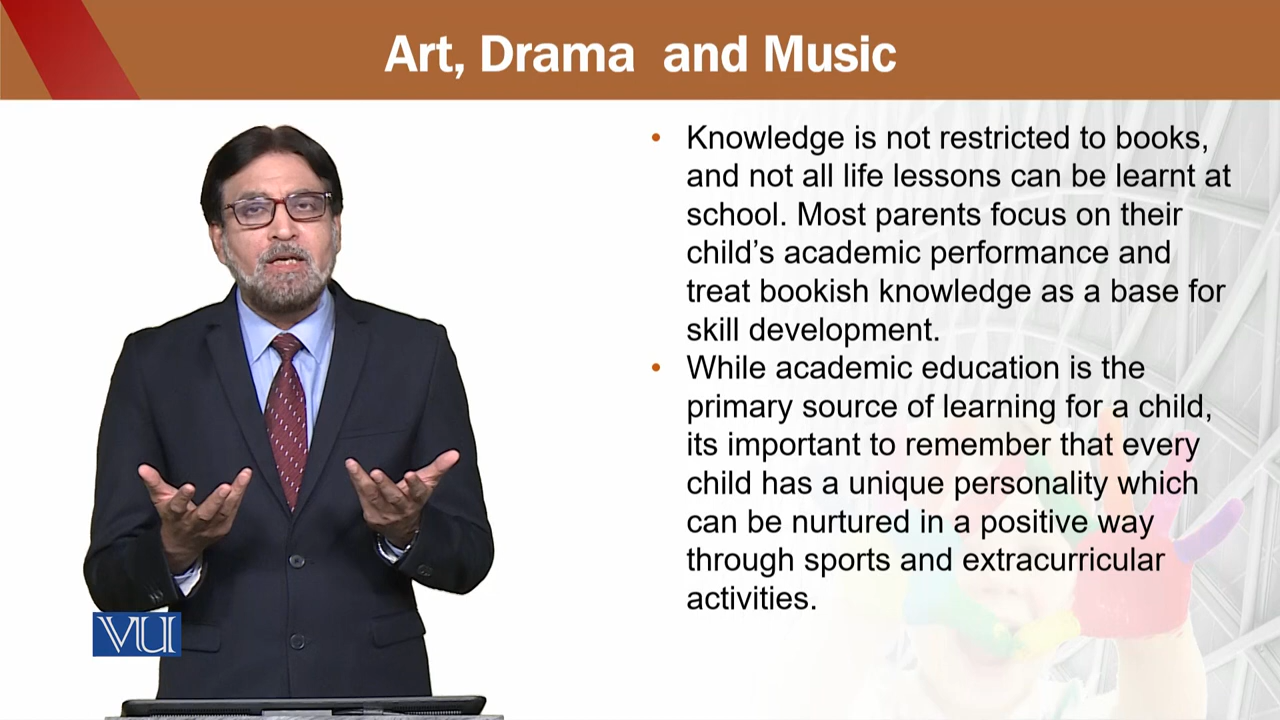 Art, Drama and Music
• Knowledge is not restricted to books,
and not all life lessons can be learnt at
school. Most parents focus on their
child’s academic performance and
treat bookish knowledge as a base for
skill development.
• While academic education is the
primary source of learning for a child,
its important to remember that every
child has a unique personality which
can be nurtured in a positive way
through sports and extracurricular
activities.
VU